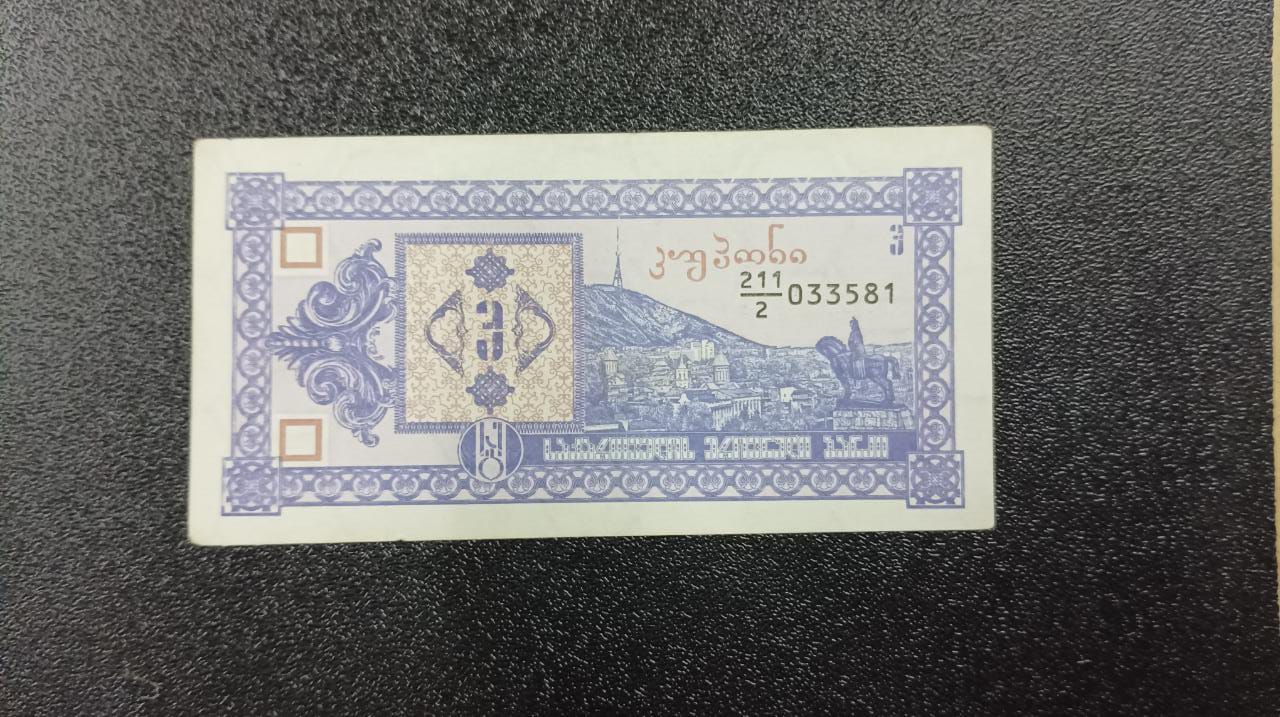 3
კუპონი
211/2 033581
3
საქართველოს ეროვნული ბანკი